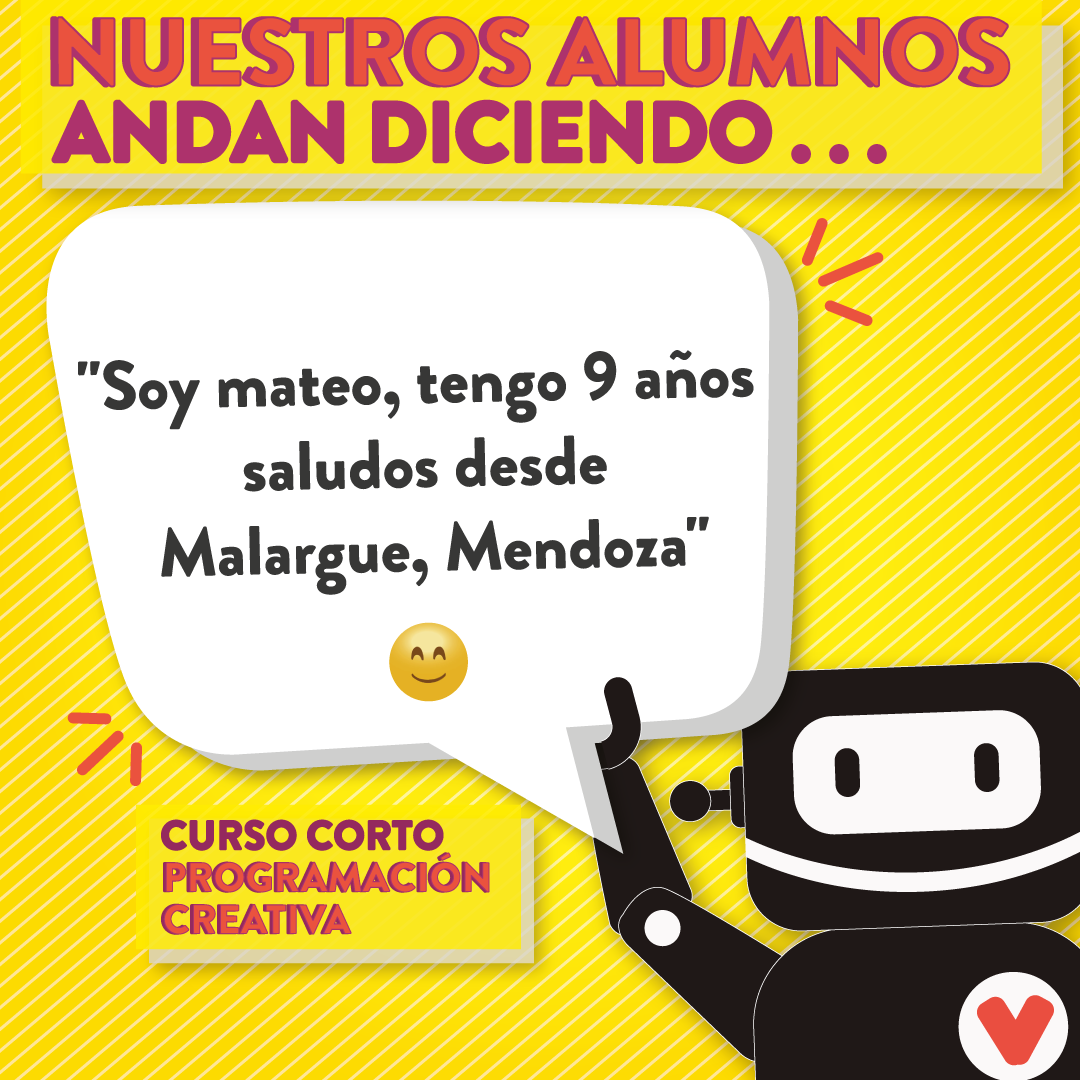 NUESTROS ALUMNOS
ANDAN DICIENDO...
"Soy mateo, tengo 9 años
saludos desde
Malargue, Mendoza"
CURSO CORTO
PROGRAMACIÓN
CREATIVA